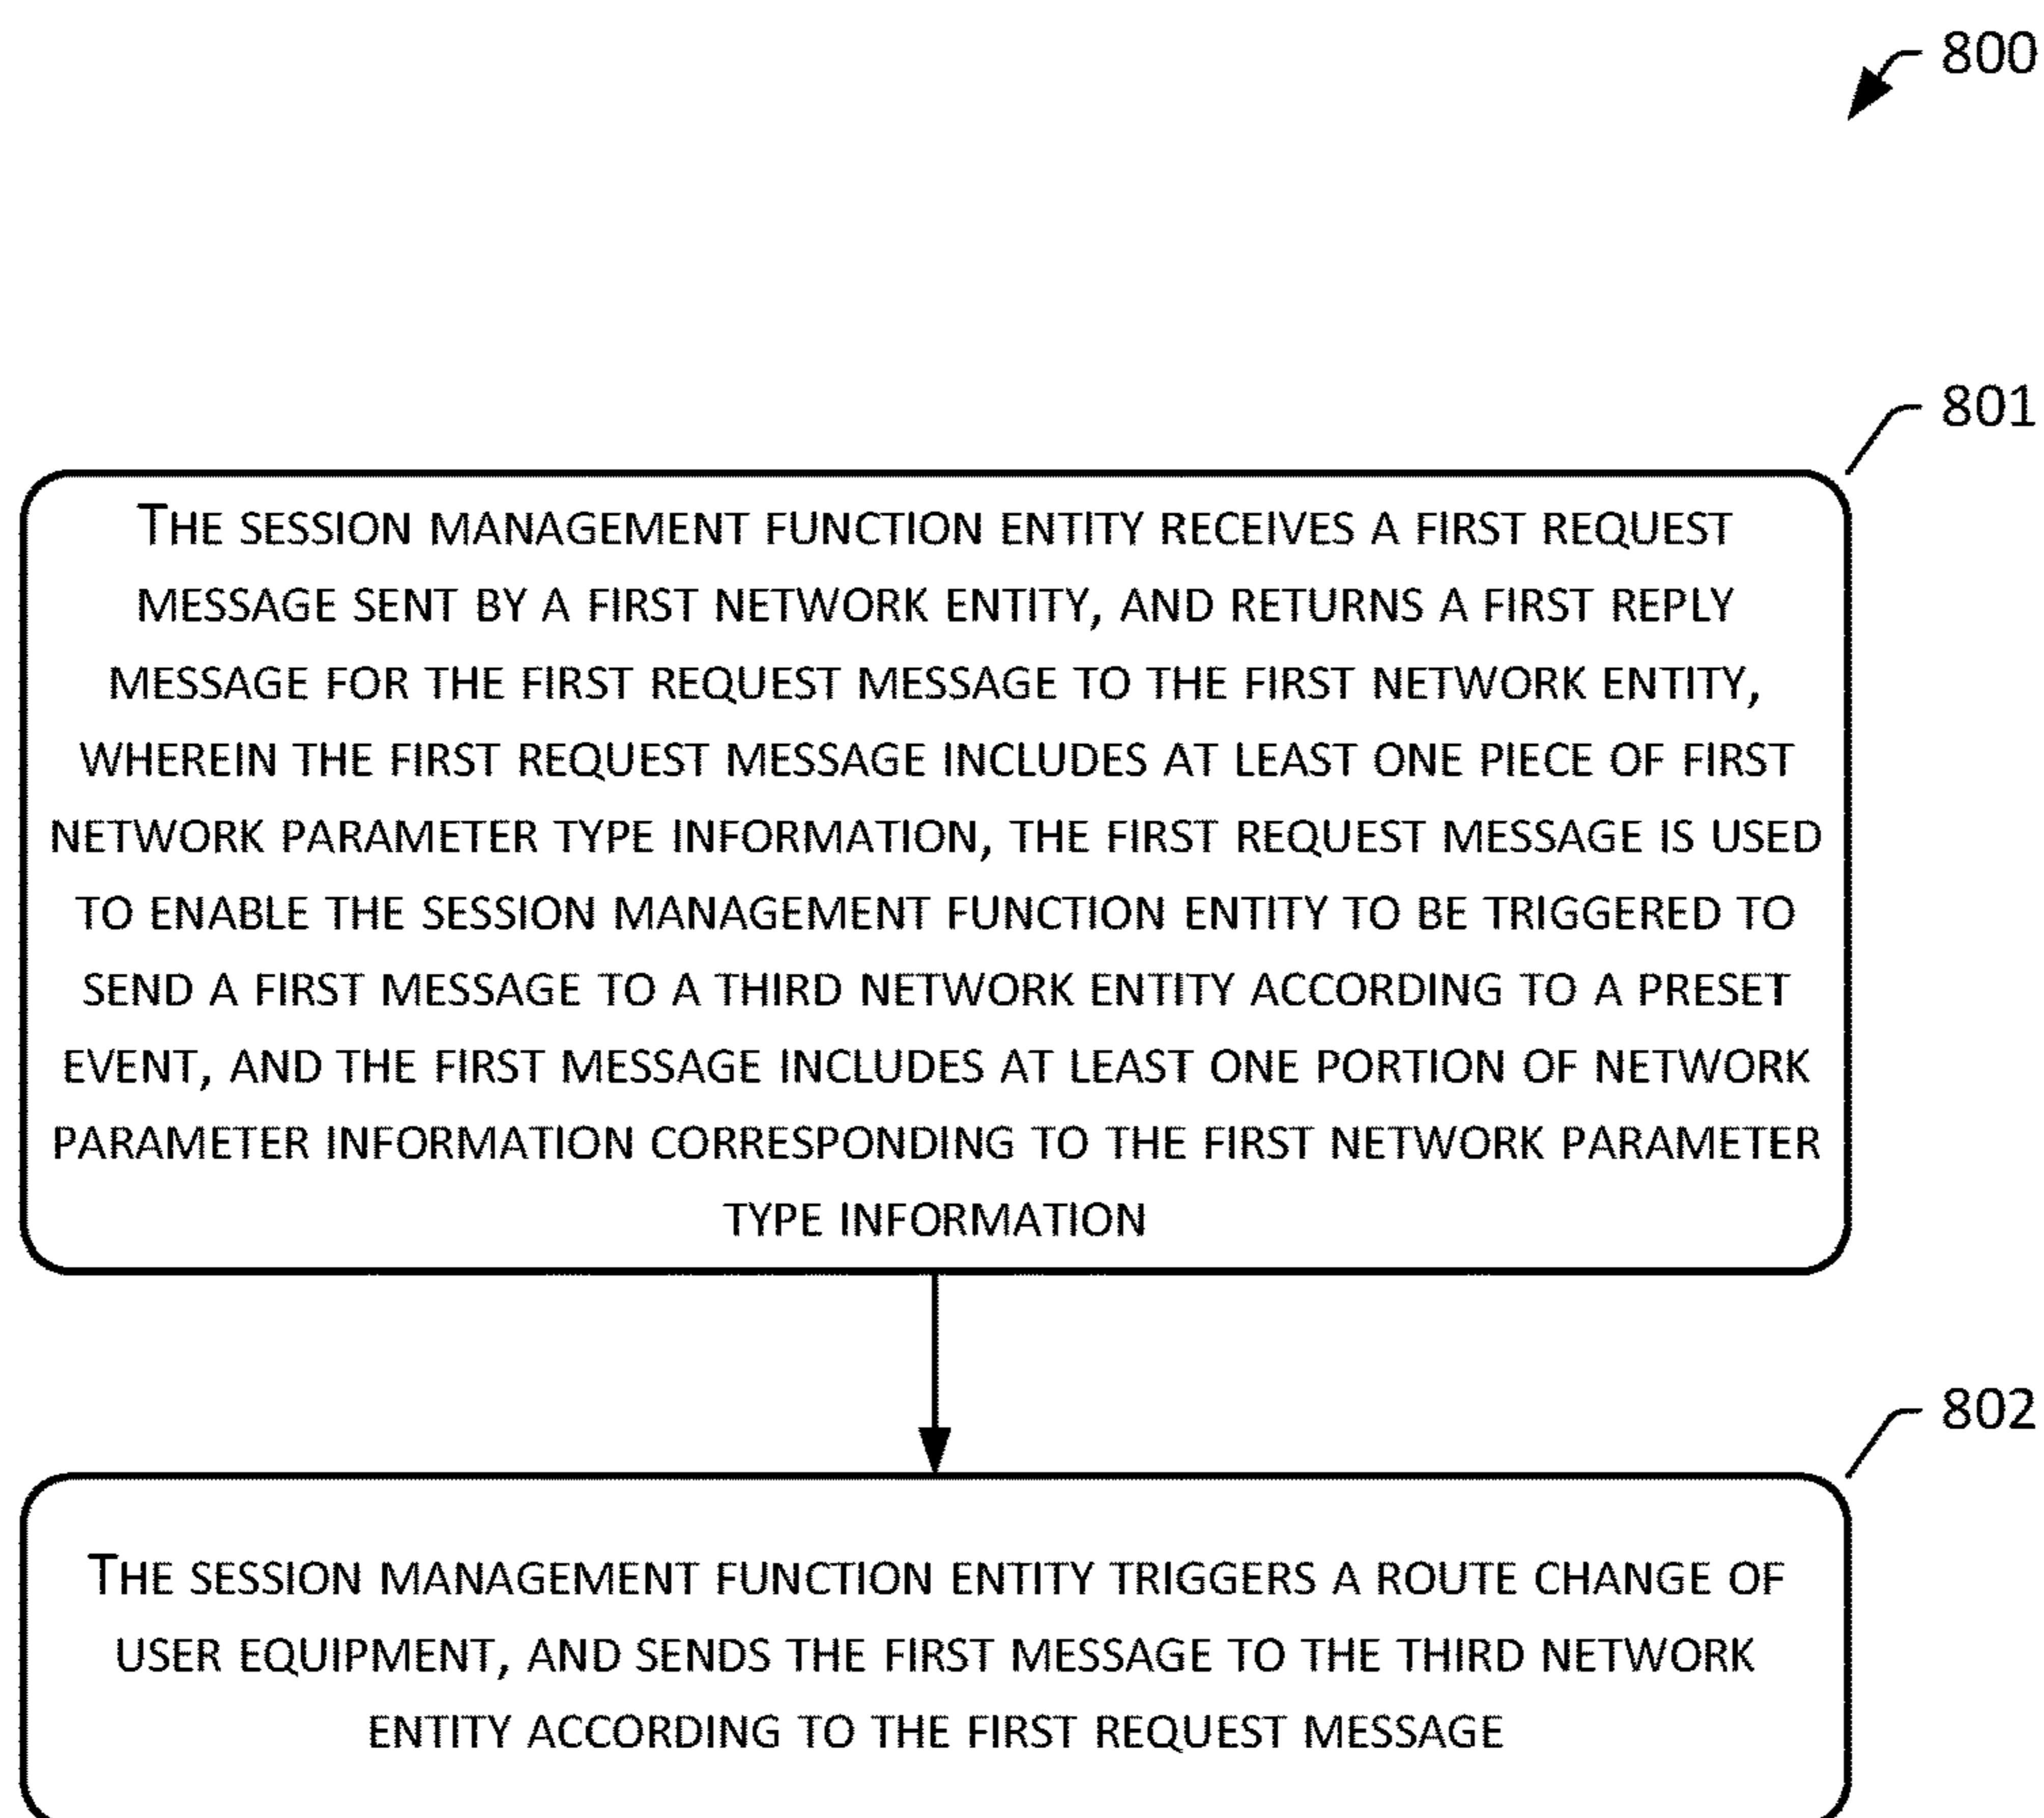 800
801
THE SESSION MANAGEMENT FUNCTION ENTITY RECEIVES A FIRST REQUEST
MESSAGE SENT BY A FIRST NETWORK ENTITY, AND RETURNS A FIRST REPLY
MESSAGE FOR THE FIRST REQUEST MESSAGE TO THE FIRST NETWORK ENTITY,
WHEREIN THE FIRST REQUEST MESSAGE INCLUDES AT LEAST ONE PIECE OF FIRST
NETWORK PARAMETER TYPE INFORMATION, THE FIRST REQUEST MESSAGE IS USED
TO ENABLE THE SESSION MANAGEMENT FUNCTION ENTITY TO BE TRIGGERED TO
SEND A FIRST MESSAGE TO A THIRD NETWORK ENTITY ACCORDING TO A PRESET
EVENT, AND THE FIRST MESSAGE INCLUDES AT LEAST ONE PORTION OF NETWORK
PARAMETER INFORMATION CORRESPONDING TO THE FIRST NETWORK PARAMETER
TYPE INFORMATION
802
THE SESSION MANAGEMENT FUNCTION ENTITY TRIGGERS A ROUTE CHANGE OF
USER EQUIPMENT, AND SENDS THE FIRST MESSAGE TO THE THIRD NETWORK
ENTITY ACCORDING TO THE FIRST REQUEST MESSAGE